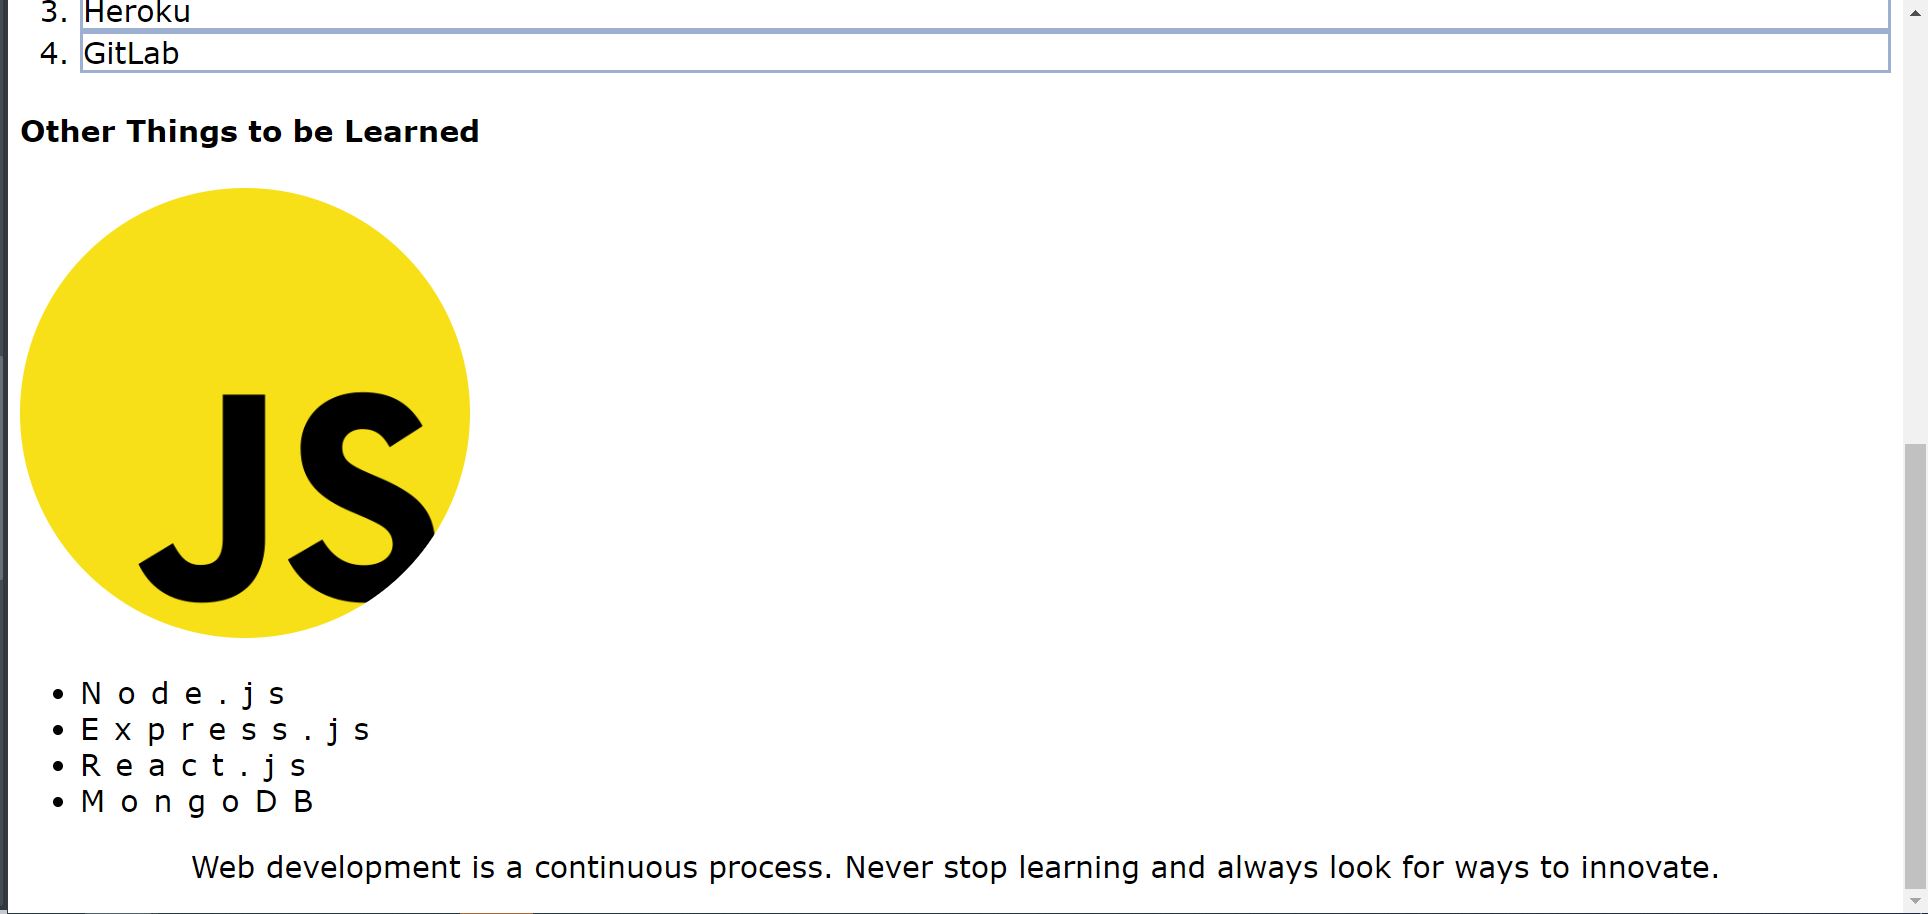 3. Heroku
4. GitLab
Other Things to be Learned
JS
• Node.js
• Express.js
• React.js
• MongoDB
Web development is a continuous process. Never stop learning and always look for ways to innovate.